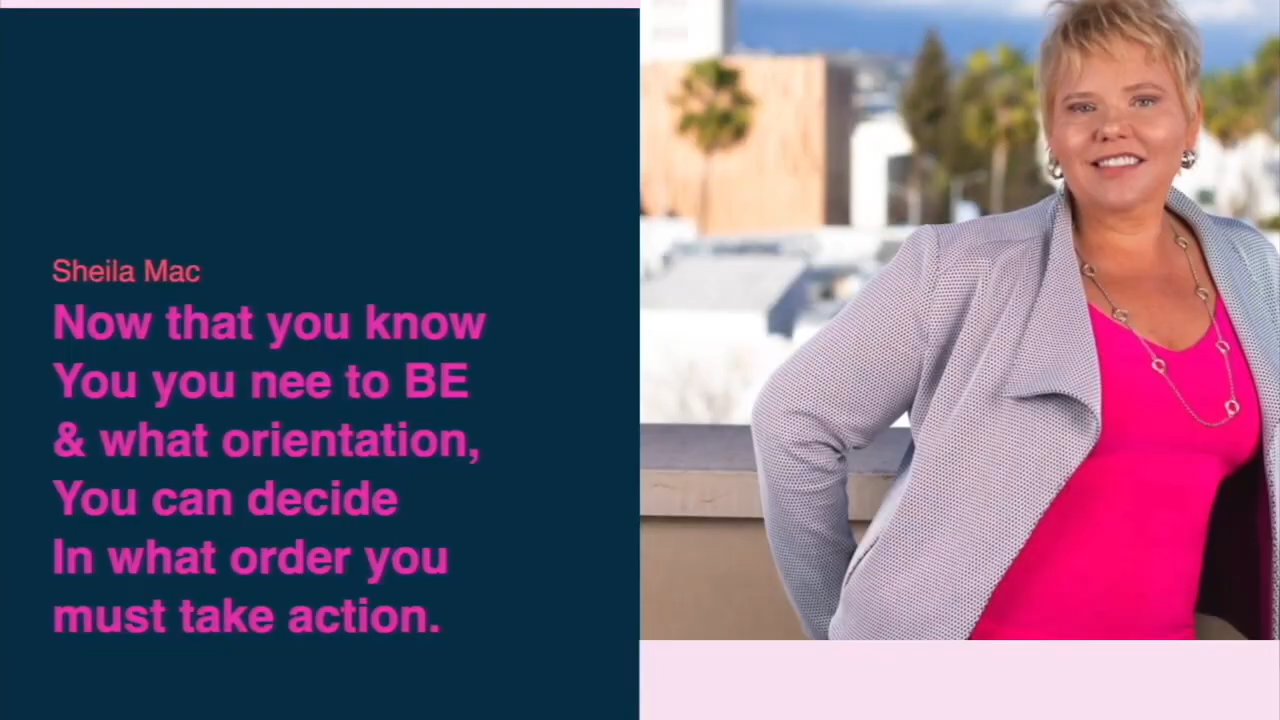 Sheila Mac
Now that you know
You you nee to BE
& what orientation,
You can decide
In what order you
must take action.